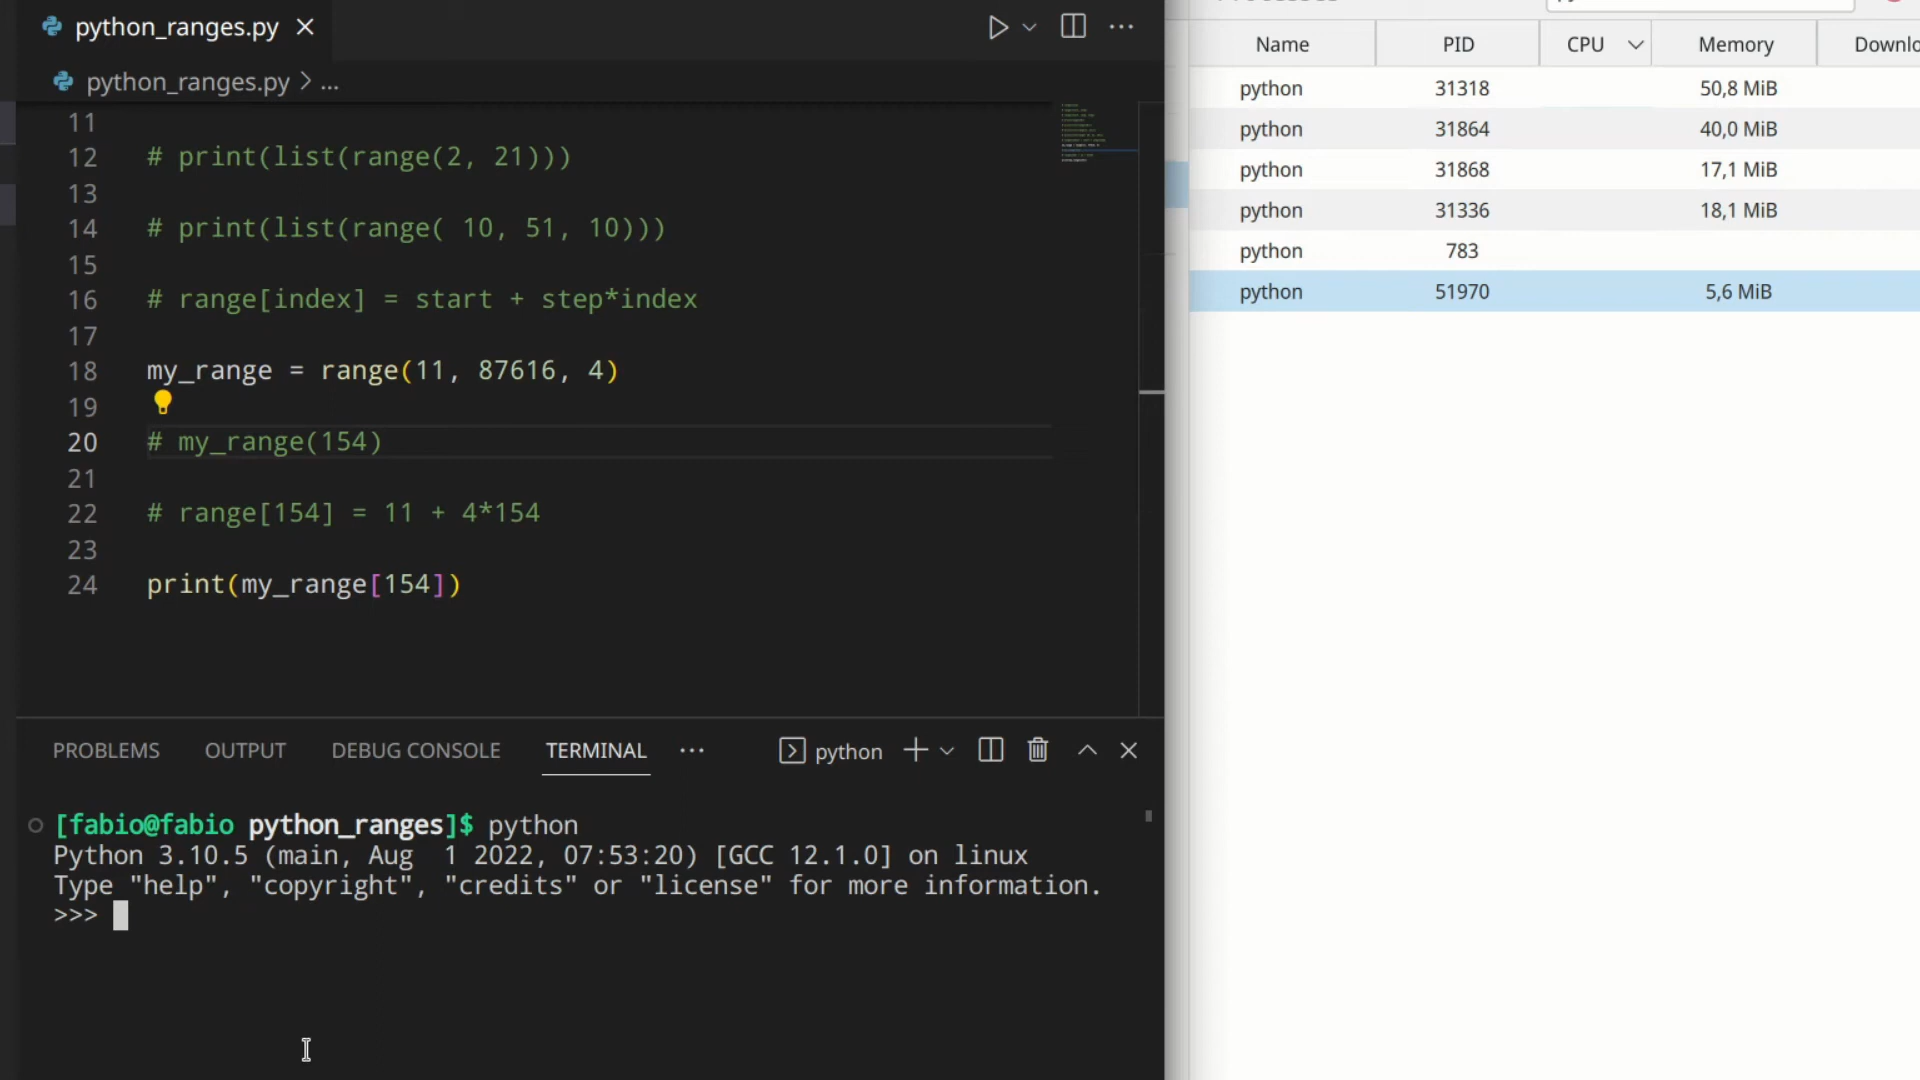 python_ranges.py
python_ranges.py > ...
11
12 # print(list(range(2, 21)))
13
14 # print(list(range( 10, 51, 10)))
15
16 # range[index] = start + step*index
17
18 my_range = range(11, 87616, 4)
19
20 # my_range(154)
21
22 # range[154] = 11 + 4*154
23
24 print(my_range[154])
PROBLEMS OUTPUT DEBUG CONSOLE TERMINAL ... python
[fabio@fabio python_ranges]$ python
Python 3.10.5 (main, Aug  1 2022, 07:53:20) [GCC 12.1.0] on linux
Type "help", "copyright", "credits" or "license" for more information.
>>>
Name PID CPU Memory
python 31318 50,8 MiB
python 31864 40,0 MiB
python 31868 17,1 MiB
python 31336 18,1 MiB
python 783
python 51970 5,6 MiB